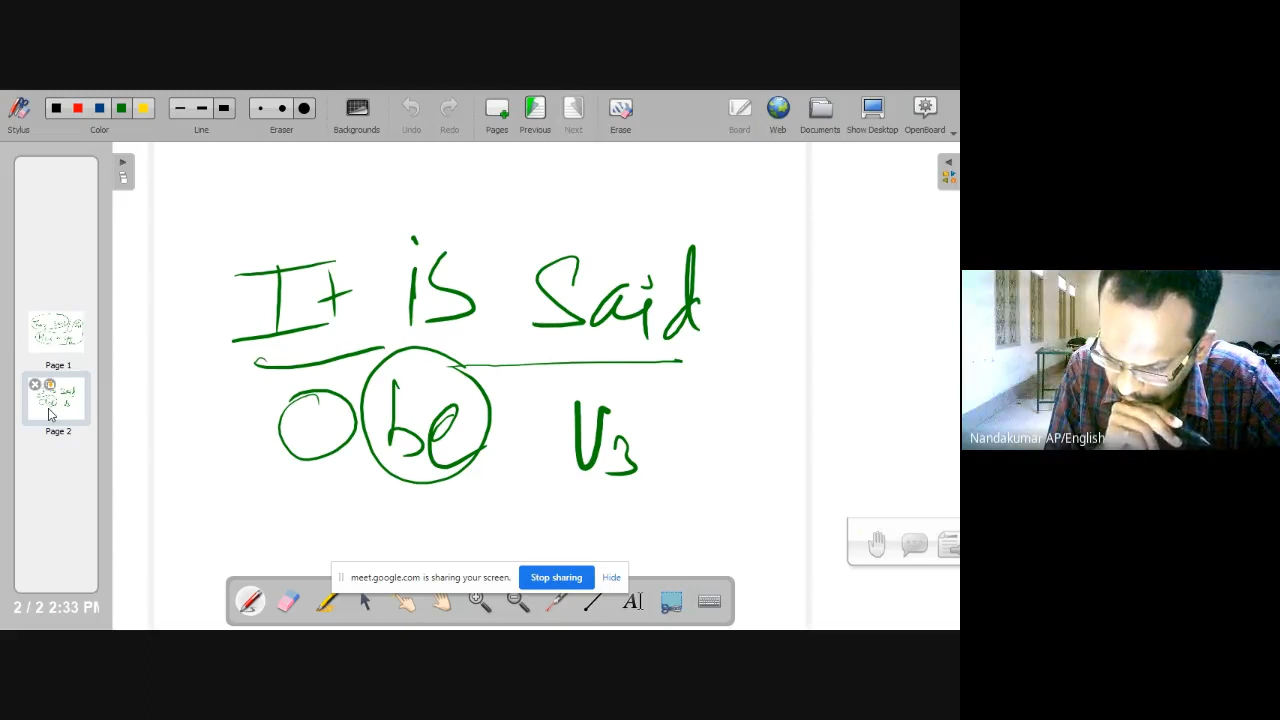 Stylus
Color
Line
Eraser
Backgrounds
Undo
Redo
Pages
Previous
Next
Erase
Board
Web
Documents
Show Desktop
OpenBoard
It is Said
O be V3
Page 1
Page 2
Nandakumar AP/English
meet.google.com is sharing your screen. Stop sharing Hide
2 / 2 2:33 PM